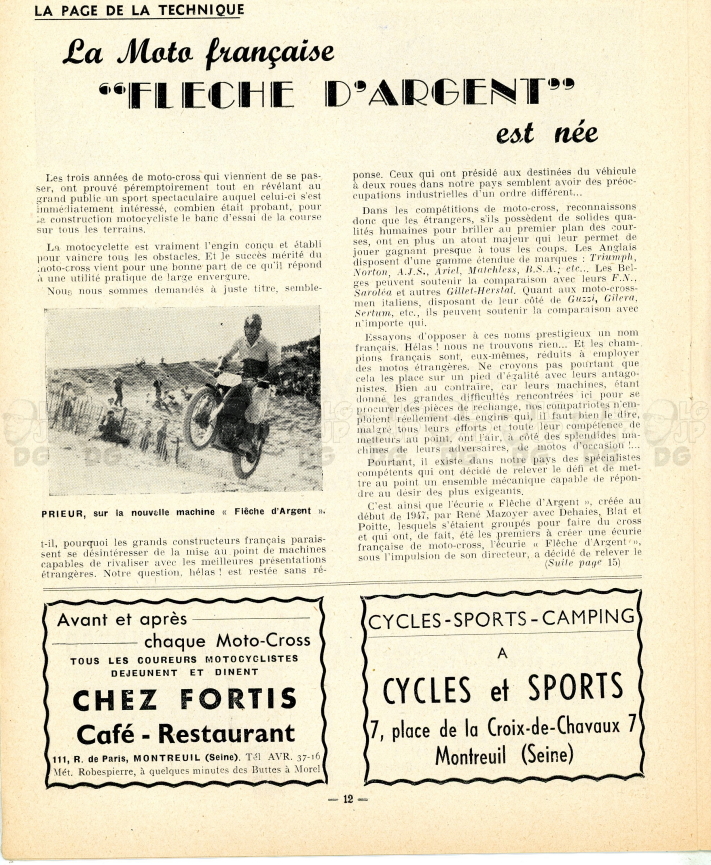 LA PAGE DE LA TECHNIQUE
La Moto française
"FLECHE D'ARGENT"
est née
Les trois années de moto-cross qui viennent de se pas-
ser, ont prouvé péremptoirement tout en révélant au
grand public un sport spectaculaire auquel celui-ci s'est
immédiatement intéressé, combien était probant, pour
la construction motocycliste le banc d'essai de la course
sur tous les terrains.
La motocyclette est vraiment l'engin conçu et établi
pour vaincre tous les obstacles. Et le succès mérité du
moto-cross vient pour une bonne part de ce qu'il répond
à une utilité pratique de large envergure.
Nous nous sommes demandés à juste titre, semble-
PRIEUR, sur la nouvelle machine « Flêche d'Argent ».
t-il, pourquoi les grands constructeurs français parais-
sent se désintéresser de la mise au point de machines
capables de rivaliser avec les meilleures présentations
étrangères. Notre question, hélas ! est restée sans ré-
ponse. Ceux qui ont présidé aux destinées du véhicule
à deux roues dans notre pays semblent avoir des préoc-
cupations industrielles d'un ordre différent...
Dans les compétitions de moto-cross, reconnaissons
donc que les étrangers, s'ils possèdent de solides qua-
lités humaines pour briller au premier plan des cour-
ses, ont en plus un atout majeur qui leur permet de
jouer gagnant presque à tous les coups. Les Anglais
disposent d'une gamme étendue de marques : Triumph,
Norton, A.J.S., Ariel, Matchless, B.S.A.; etc... Les Bel-
ges peuvent soutenir la comparaison avec leurs F.N.,
Saroléa et autres Gillet-Herstal. Quant aux moto-cross-
men italiens, disposant de leur côté de Guzzi, Gilera,
Sertum, etc., ils peuvent soutenir la comparaison avec
n'importe qui.
Essayons d'opposer à ces noms prestigieux un nom
français. Hélas ! nous ne trouvons rien... Et les cham-
pions français sont, eux-mêmes, réduits à employer
des motos étrangères. Ne croyons pas pourtant que
cela les place sur un pied d'égalité avec leurs antago-
nistes. Bien au contraire, car leurs machines, étant
donné les grandes difficultés rencontrées ici pour se
procurer des pièces de rechange, nos compatriotes n'em-
ploient réellement des engins qui, il faut bien le dire,
malgré tous leurs efforts et toute leur compétence de
metteurs au point, ont l'air, à côté des splendides ma-
chines de leurs adversaires, de motos d'occasion !...
Pourtant, il existe dans notre pays des spécialistes
compétents qui ont décidé de relever le défi et de met-
tre au point un ensemble mécanique capable de répon-
dre au désir des plus exigeants.
C'est ainsi que l'écurie « Flèche d'Argent », créée au
début de 1947, par René Mazoyer avec Dehaies, Blat et
Poitte, lesquels s'étaient groupés pour faire du cross
et qui ont, de fait, été les premiers à créer une écurie
française de moto-cross, l'écurie « Flèche d'Argent »,
sous l'impulsion de son directeur, a décidé de relever le
(Suite page 15)
Avant et après
chaque Moto-Cross
TOUS LES COUREURS MOTOCYCLISTES
DEJEUNENT ET DINENT
CHEZ FORTIS
Café - Restaurant
111, R. de Paris, MONTREUIL (Seine). Tél AVR. 37-16
Mét. Robespierre, à quelques minutes des Buttes à Morel
CYCLES-SPORTS-CAMPING
A
CYCLES et SPORTS
7, place de la Croix-de-Chavaux 7
Montreuil (Seine)
— 12 —